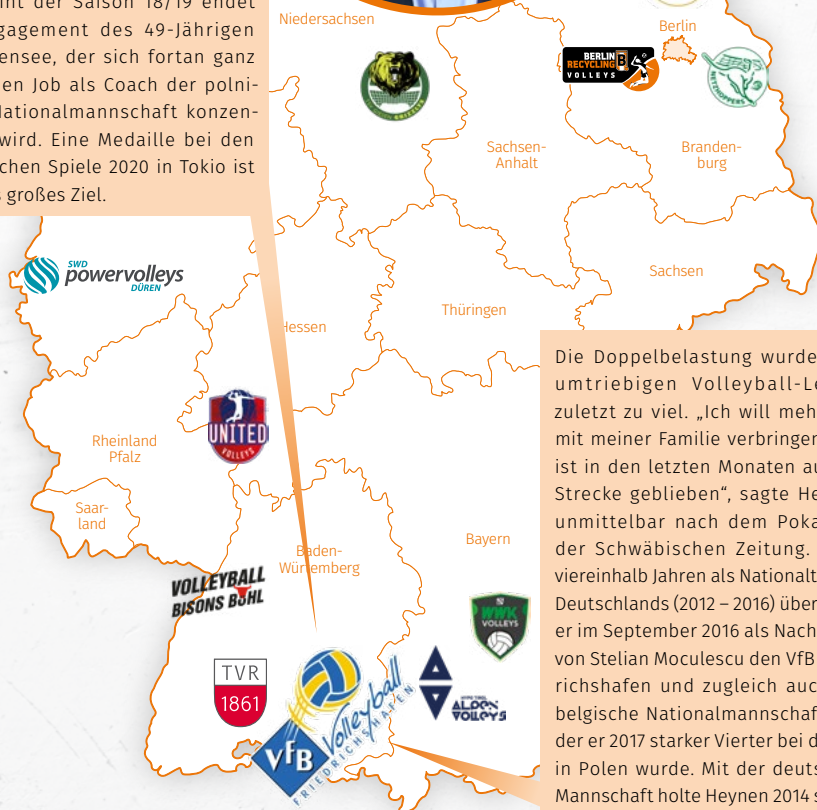 int der Saison 18/19 endet
gagement des 49-Jährigen
ensee, der sich fortan ganz
en Job als Coach der polni-
Nationalmannschaft konzen-
wird. Eine Medaille bei den
chen Spiele 2020 in Tokio ist
s großes Ziel.
Niedersachsen
Berlin
BERLIN
RECYCLING
VOLLEYS
NETZHOPPERS
GRIZZLYS
Sachsen-
Anhalt
Branden-
burg
SWD
powervolleys
DÜREN
Sachsen
Thüringen
Hessen
UNITED
VOLLEYS
Rheinland
Pfalz
Saar-
land
Bayern
Baden-
Würtemberg
VOLLEYBALL
BISONS BÜHL
WWK
VOLLEYS
TVR
1861
ALPEN
VOLLEYS
VfB
Volleyball
FRIEDRICHSHAFEN
Die Doppelbelastung wurde
umtriebigen Volleyball-Le
zuletzt zu viel. „Ich will meh
mit meiner Familie verbringen
ist in den letzten Monaten au
Strecke geblieben“, sagte He
unmittelbar nach dem Poka
der Schwäbischen Zeitung.
viereinhalb Jahren als Nationalt
Deutschlands (2012 – 2016) über
er im September 2016 als Nach
von Stelian Moculescu den VfB
richshafen und zugleich auc
belgische Nationalmannschaf
der er 2017 starker Vierter bei d
in Polen wurde. Mit der deuts
Mannschaft holte Heynen 2014 s